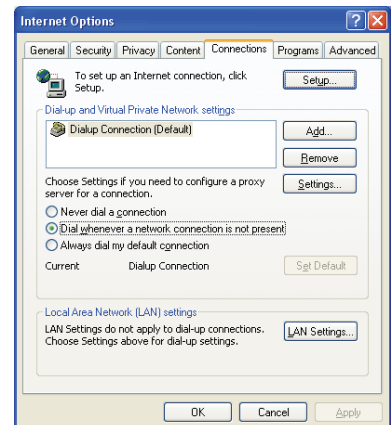 Internet Options
General Security Privacy Content Connections Programs Advanced
To set up an Internet connection, click
Setup.
Setup...
Dial-up and Virtual Private Network settings
Dialup Connection (Default)
Add...
Remove
Choose Settings if you need to configure a proxy
server for a connection.
Settings...
Never dial a connection
Dial whenever a network connection is not present
Always dial my default connection
Current Dialup Connection Set Default
Local Area Network (LAN) settings
LAN Settings do not apply to dial-up connections.
Choose Settings above for dial-up settings.
LAN Settings...
OK Cancel Apply